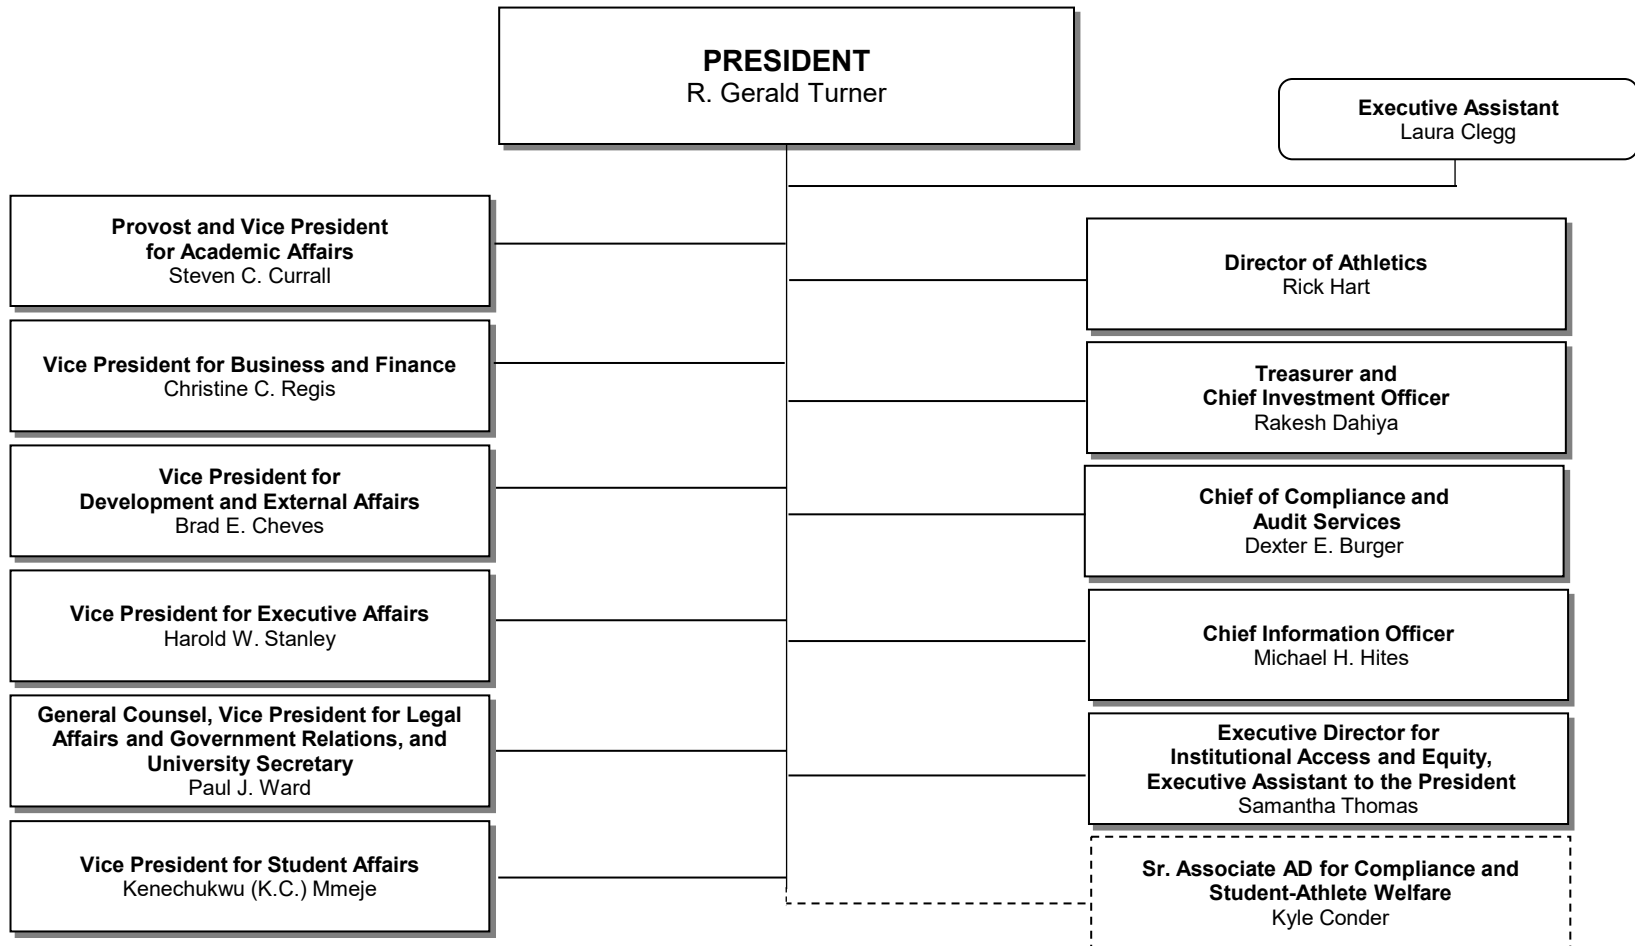 PRESIDENT
R. Gerald Turner
Executive Assistant
Laura Clegg
Provost and Vice President
for Academic Affairs
Steven C. Currall
Vice President for Business and Finance
Christine C. Regis
Vice President for
Development and External Affairs
Brad E. Cheves
Vice President for Executive Affairs
Harold W. Stanley
General Counsel, Vice President for Legal
Affairs and Government Relations, and
University Secretary
Paul J. Ward
Vice President for Student Affairs
Kenechukwu (K.C.) Mmeje
Director of Athletics
Rick Hart
Treasurer and
Chief Investment Officer
Rakesh Dahiya
Chief of Compliance and
Audit Services
Dexter E. Burger
Chief Information Officer
Michael H. Hites
Executive Director for
Institutional Access and Equity,
Executive Assistant to the President
Samantha Thomas
Sr. Associate AD for Compliance and
Student-Athlete Welfare
Kyle Conder